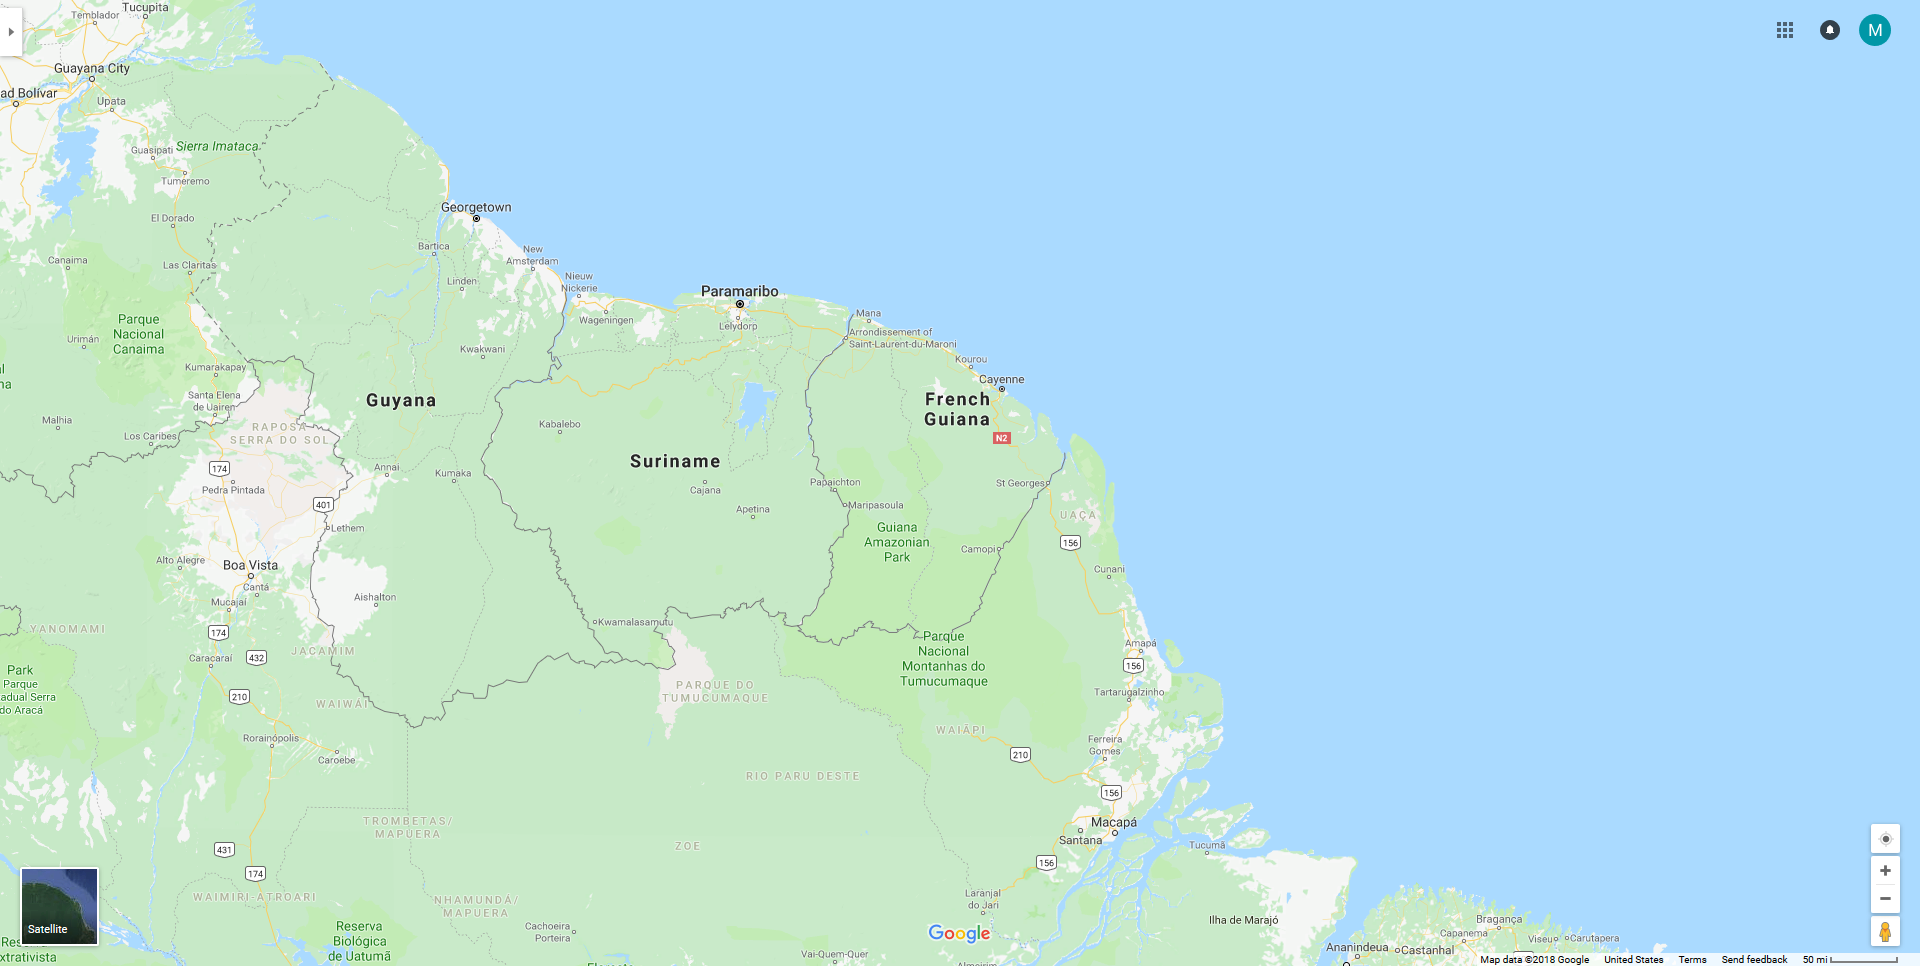 Tucupita
Temblador
Guayana City
ad Bolívar
Upata
Guasipati
Sierra Imataca
Tumeremo
Georgetown
El Dorado
Bartica
New
Amsterdam
Canaima
Las Claritas
Linden
Nieuw
Nickerie
Paramaribo
Wageningen
Lelydorp
Mana
Parque
Nacional
Canaima
Urimán
Arrondissement of
Saint-Laurent-du-Maroni
Kwakwani
Kourou
Kumarakapay
Cayenne
Santa Elena
de Uairen
Guyana
French
Guiana
Malhia
Kabalebo
Los Caribes
RAPOSA
SERRA DO SOL
N2
Suriname
174
Annai
Kumaka
Pedra Pintada
Cajana
Papaichton
St Georges
401
Maripasoula
Apetina
UAÇÁ
Lethem
Guiana
Amazonian
Park
156
Camopi
Alto Alegre
Boa Vista
Cantá
Cunani
Mucajaí
Aishalton
YANOMAMI
174
Kwamalasamutu
JACAMIM
432
Caracaraí
Parque
Nacional
Montanhas do
Tumucumaque
Amapá
156
Park
Parque
adual Serra
do Aracá
210
WAIWÁI
PARQUE DO
TUMUCUMAQUE
Tartarugalzinho
Rorainópolis
Caroebe
WAIÃPI
210
Ferreira
Gomes
RIO PARU DESTE
156
TROMBETAS/
MAPUERA
Macapá
Santana
431
ZOE
156
Tucumã
174
WAIMIRI-ATROARI
NHAMUNDÁ/
MAPUERA
Laranjal
do Jari
Satellite
Reserva
Biológica
de Uatumã
Cachoeira
Porteira
Google
Ilha de Marajó
Bragança
Capanema
Viseu
Carutapera
Ananindeua
Castanhal
Vai-Quem-Quer
xtrativista
M
Map data ©2018 Google
United States
Terms
Send feedback
50 mi